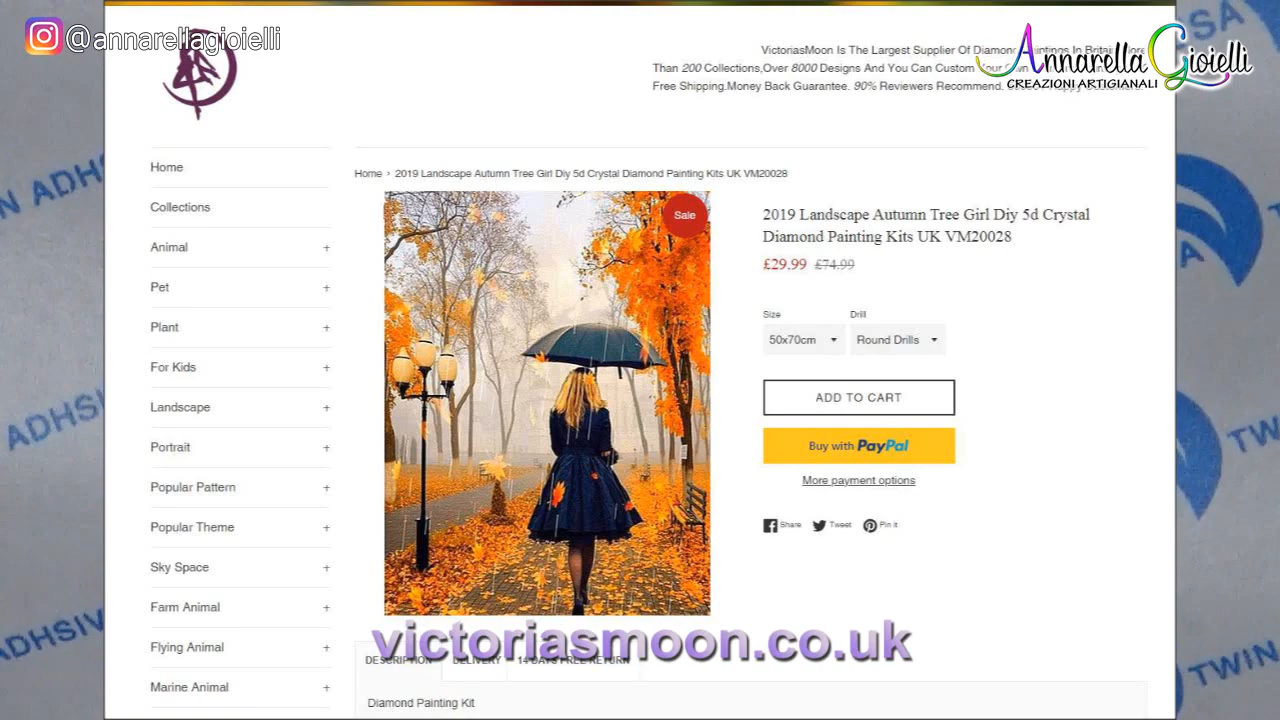 @annarellagioielli
Annarella Gioielli
CREAZIONI ARTIGIANALI
VictoriasMoon Is The Largest Supplier Of Diamond Paintings In Britain
Than 200 Collections,Over 8000 Designs And You Can Custom Your Own
Free Shipping.Money Back Guarantee. 90% Reviewers Recommend.
Home
Collections
Animal +
Pet +
Plant +
For Kids +
Landscape +
Portrait +
Popular Pattern +
Popular Theme +
Sky Space +
Farm Animal +
Flying Animal +
Marine Animal +
Home › 2019 Landscape Autumn Tree Girl Diy 5d Crystal Diamond Painting Kits UK VM20028
Sale
2019 Landscape Autumn Tree Girl Diy 5d Crystal
Diamond Painting Kits UK VM20028
£29.99 £74.99
Size Drill
50x70cm Round Drills
ADD TO CART
Buy with PayPal
More payment options
Share Tweet Pin it
victoriasmoon.co.uk
DESCRIPTION DELIVERY 14 DAYS FREE RETURN
Diamond Painting Kit
ADHSIV
TWIN